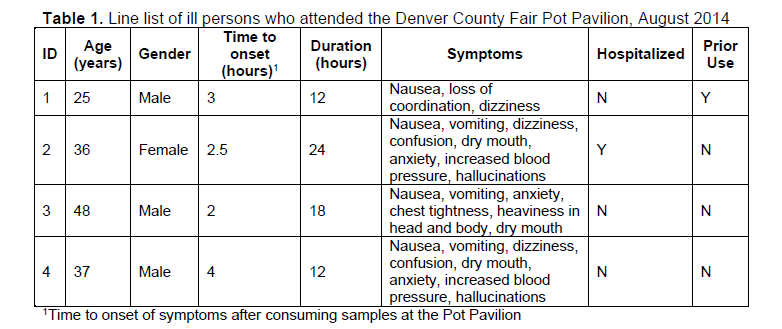 Table 1. Line list of ill persons who attended the Denver County Fair Pot Pavilion, August 2014
ID Age (years) Gender Time to onset (hours)1 Duration (hours) Symptoms Hospitalized Prior Use
1 25 Male 3 12 Nausea, loss of coordination, dizziness N Y
2 36 Female 2.5 24 Nausea, vomiting, dizziness, confusion, dry mouth, anxiety, increased blood pressure, hallucinations Y N
3 48 Male 2 18 Nausea, vomiting, anxiety, chest tightness, heaviness in head and body, dry mouth N N
4 37 Male 4 12 Nausea, vomiting, dizziness, confusion, dry mouth, anxiety, increased blood pressure, hallucinations N N
1Time to onset of symptoms after consuming samples at the Pot Pavilion